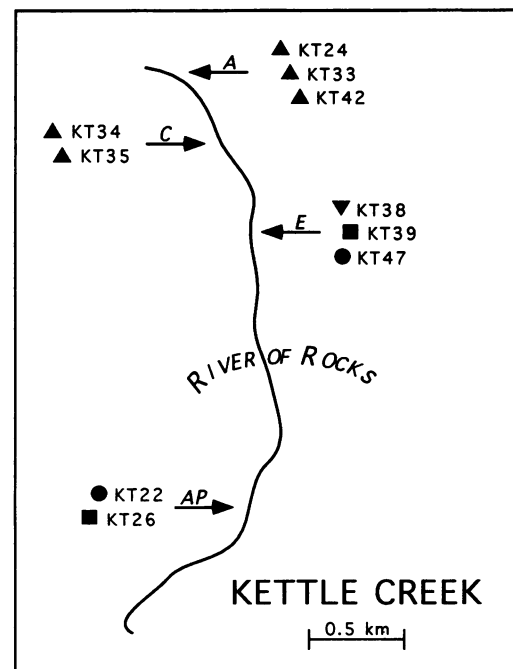 A
KT24
KT33
KT42
KT34
C
KT35
KT38
E
KT39
KT47
RIVER OF ROCKS
KT22
AP
KT26
KETTLE CREEK
0.5 km